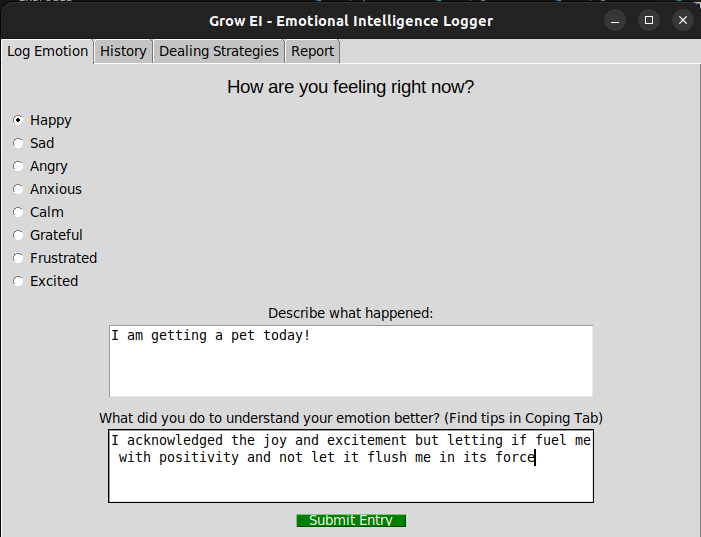 Grow EI - Emotional Intelligence Logger
Log Emotion History Dealing Strategies Report
How are you feeling right now?
Happy
Sad
Angry
Anxious
Calm
Grateful
Frustrated
Excited
Describe what happened:
I am getting a pet today!
What did you do to understand your emotion better? (Find tips in Coping Tab)
I acknowledged the joy and excitement but letting if fuel me
with positivity and not let it flush me in its force
Submit Entry